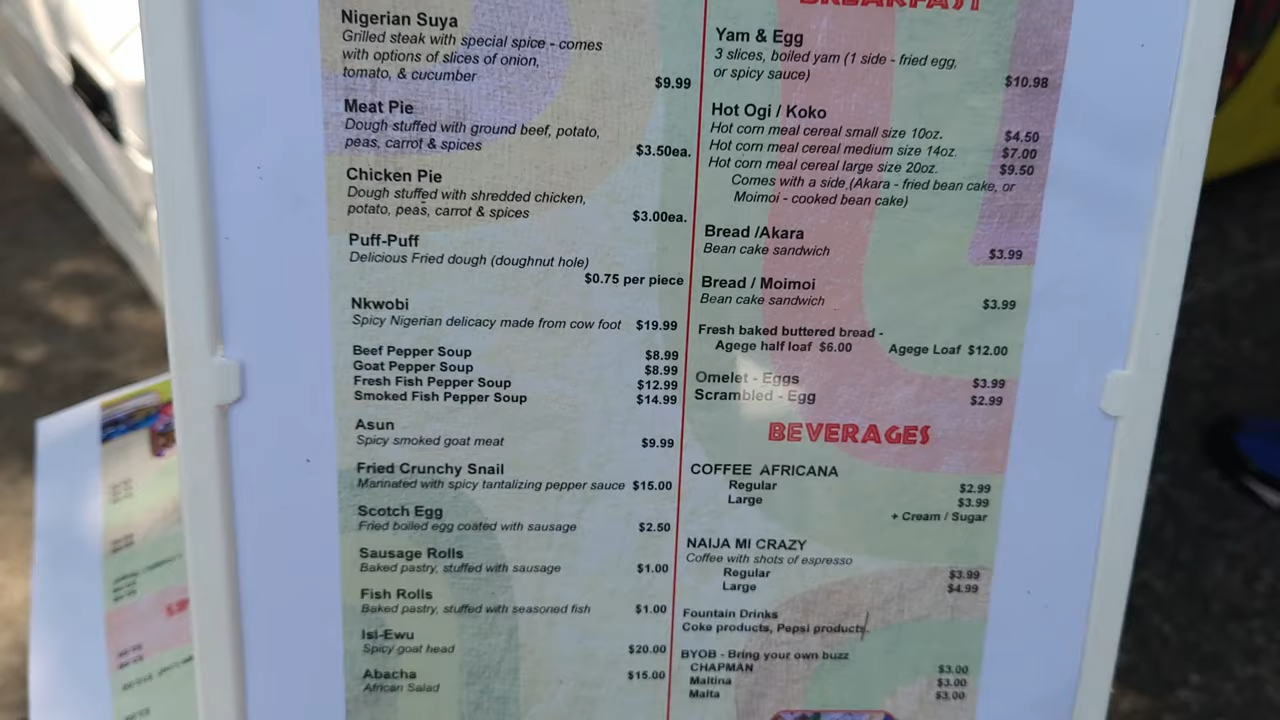 Nigerian Suya
Grilled steak with special spice - comes
with options of slices of onion,
tomato, & cucumber $9.99
Meat Pie
Dough stuffed with ground beef, potato,
peas, carrot & spices $3.50ea.
Chicken Pie
Dough stuffed with shredded chicken,
potato, peas, carrot & spices $3.00ea.
Puff-Puff
Delicious Fried dough (doughnut hole)
$0.75 per piece
Nkwobi
Spicy Nigerian delicacy made from cow foot $19.99
Beef Pepper Soup $8.99
Goat Pepper Soup $8.99
Fresh Fish Pepper Soup $12.99
Smoked Fish Pepper Soup $14.99
Asun
Spicy smoked goat meat $9.99
Fried Crunchy Snail
Marinated with spicy tantalizing pepper sauce $15.00
Scotch Egg
Fried boiled egg coated with sausage $2.50
Sausage Rolls
Baked pastry, stuffed with sausage $1.00
Fish Rolls
Baked pastry, stuffed with seasoned fish $1.00
Isi-Ewu
Spicy goat head $20.00
Abacha $15.00
African Salad
BREAKFAST
Yam & Egg
3 slices, boiled yam (1 side - fried egg,
or spicy sauce) $10.98
Hot Ogi / Koko
Hot corn meal cereal small size 10oz. $4.50
Hot corn meal cereal medium size 14oz. $7.00
Hot corn meal cereal large size 20oz. $9.50
Comes with a side,(Akara - fried bean cake, or
Moimoi - cooked bean cake)
Bread /Akara
Bean cake sandwich $3.99
Bread / Moimoi
Bean cake sandwich $3.99
Fresh baked buttered bread -
Agege half loaf $6.00 Agege Loaf $12.00
Omelet - Eggs $3.99
Scrambled - Egg $2.99
BEVERAGES
COFFEE AFRICANA
Regular $2.99
Large $3.99
+ Cream / Sugar
NAIJA MI CRAZY
Coffee with shots of espresso
Regular $3.99
Large $4.99
Fountain Drinks
Coke products, Pepsi products.
BYOB - Bring your own buzz
CHAPMAN $3.00
Maltina $3.00
Malta $3.00